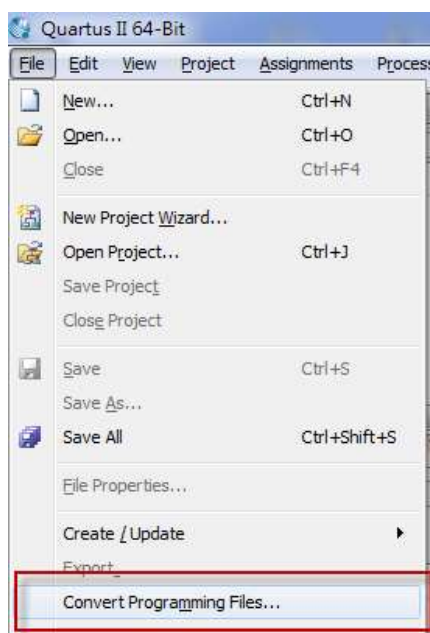 Quartus II 64-Bit
File Edit View Project Assignments Process
New... Ctrl+N
Open... Ctrl+O
Close Ctrl+F4
New Project Wizard...
Open Project... Ctrl+J
Save Project
Close Project
Save Ctrl+S
Save As...
Save All Ctrl+Shift+S
File Properties...
Create / Update
Export...
Convert Programming Files...